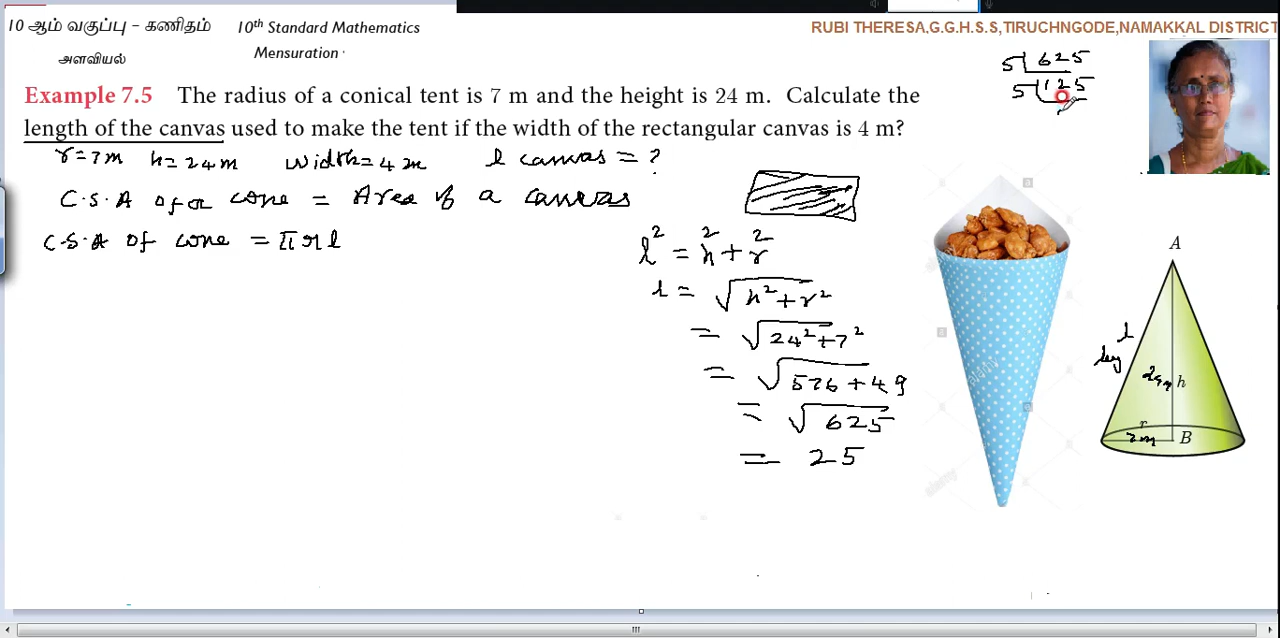 10 ஆம் வகுப்பு – கணிதம் 10th Standard Mathematics
RUBI THERESA,G.G.H.S.S,TIRUCHNGODE,NAMAKKAL DISTRICT
அளவியல் Mensuration
5 625
5 125
Example 7.5 The radius of a conical tent is 7 m and the height is 24 m. Calculate the
length of the canvas used to make the tent if the width of the rectangular canvas is 4 m?
r=7m h=24m width=4m l canvas = ?
C.S.A of a cone = Area of a canvas
C.S.A of cone = πrl
l² = h² + r²
l = √h²+r²
= √24²+7²
= √576+49
= √625
= 25
A
l
24m h
r
7m B
alamy